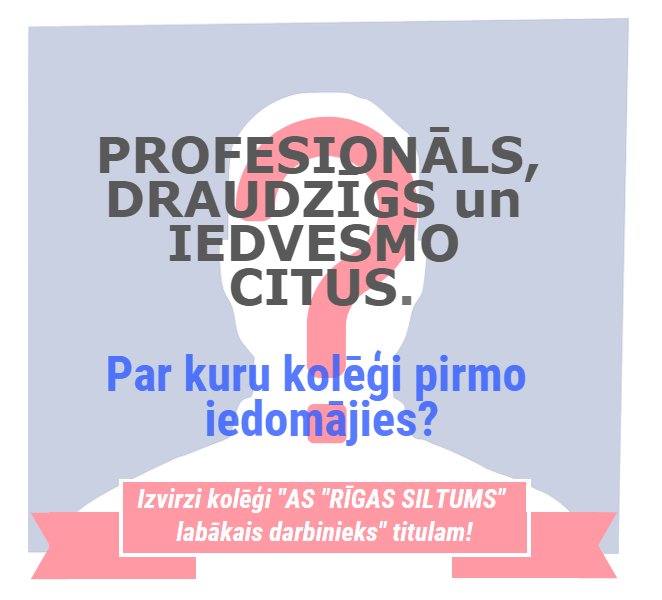 PROFESIONĀLS,
DRAUDZĪGS un
IEDVESMO
CITUS.
Par kuru kolēģi pirmo
iedomājies?
Izvirzi kolēģi "AS "RĪGAS SILTUMS"
labākais darbinieks" titulam!